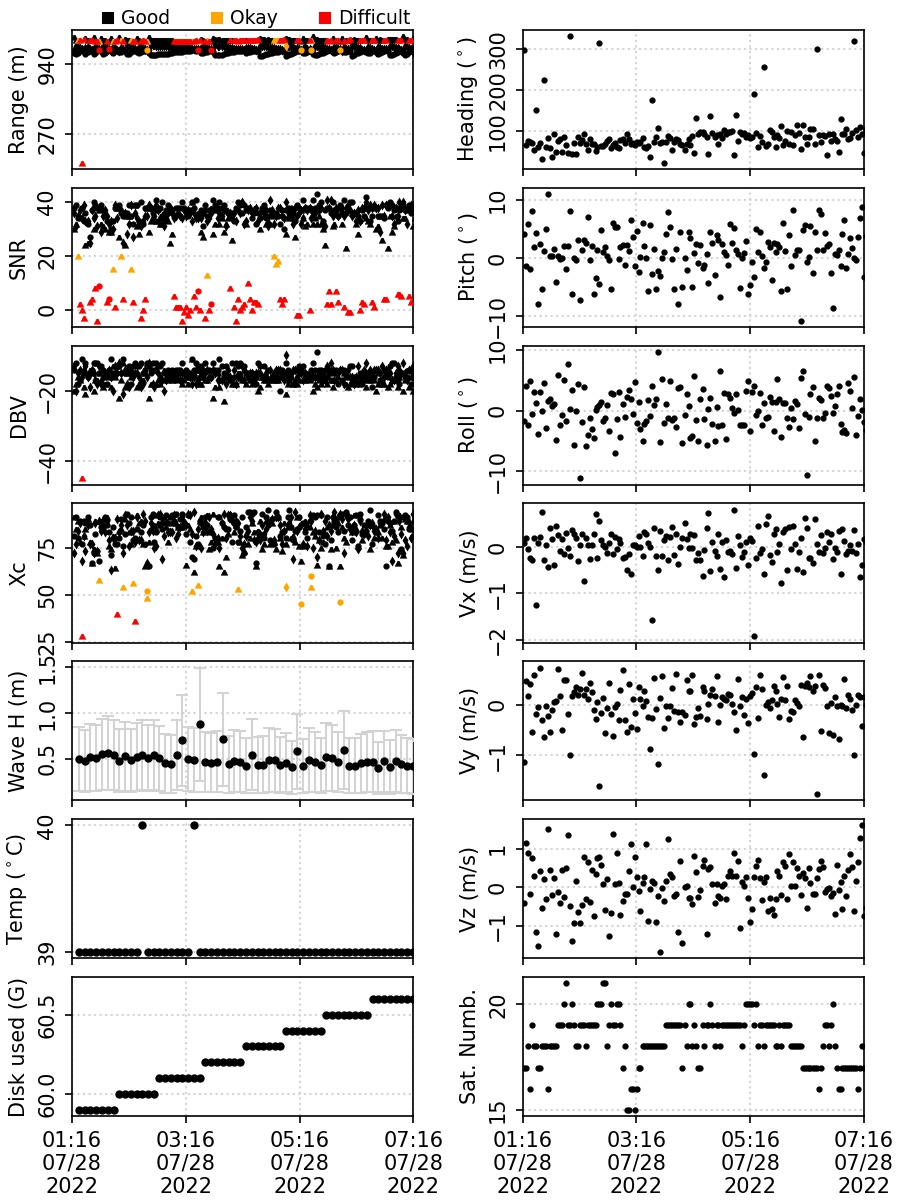 Good Okay Difficult
Range (m)
940
270
Heading (°)
300
200
100
SNR
40
20
0
Pitch (°)
10
0
−10
DBV
−20
−40
Roll (°)
10
0
−10
Xc
75
50
25
Vx (m/s)
0
−1
−2
Wave H (m)
1.5
1.0
0.5
Vy (m/s)
0
−1
Temp (°C)
40
39
Vz (m/s)
1
0
−1
Disk used (G)
60.5
60.0
Sat. Numb.
20
15
01:16 03:16 05:16 07:16
07/28 07/28 07/28 07/28
2022 2022 2022 2022
01:16 03:16 05:16 07:16
07/28 07/28 07/28 07/28
2022 2022 2022 2022